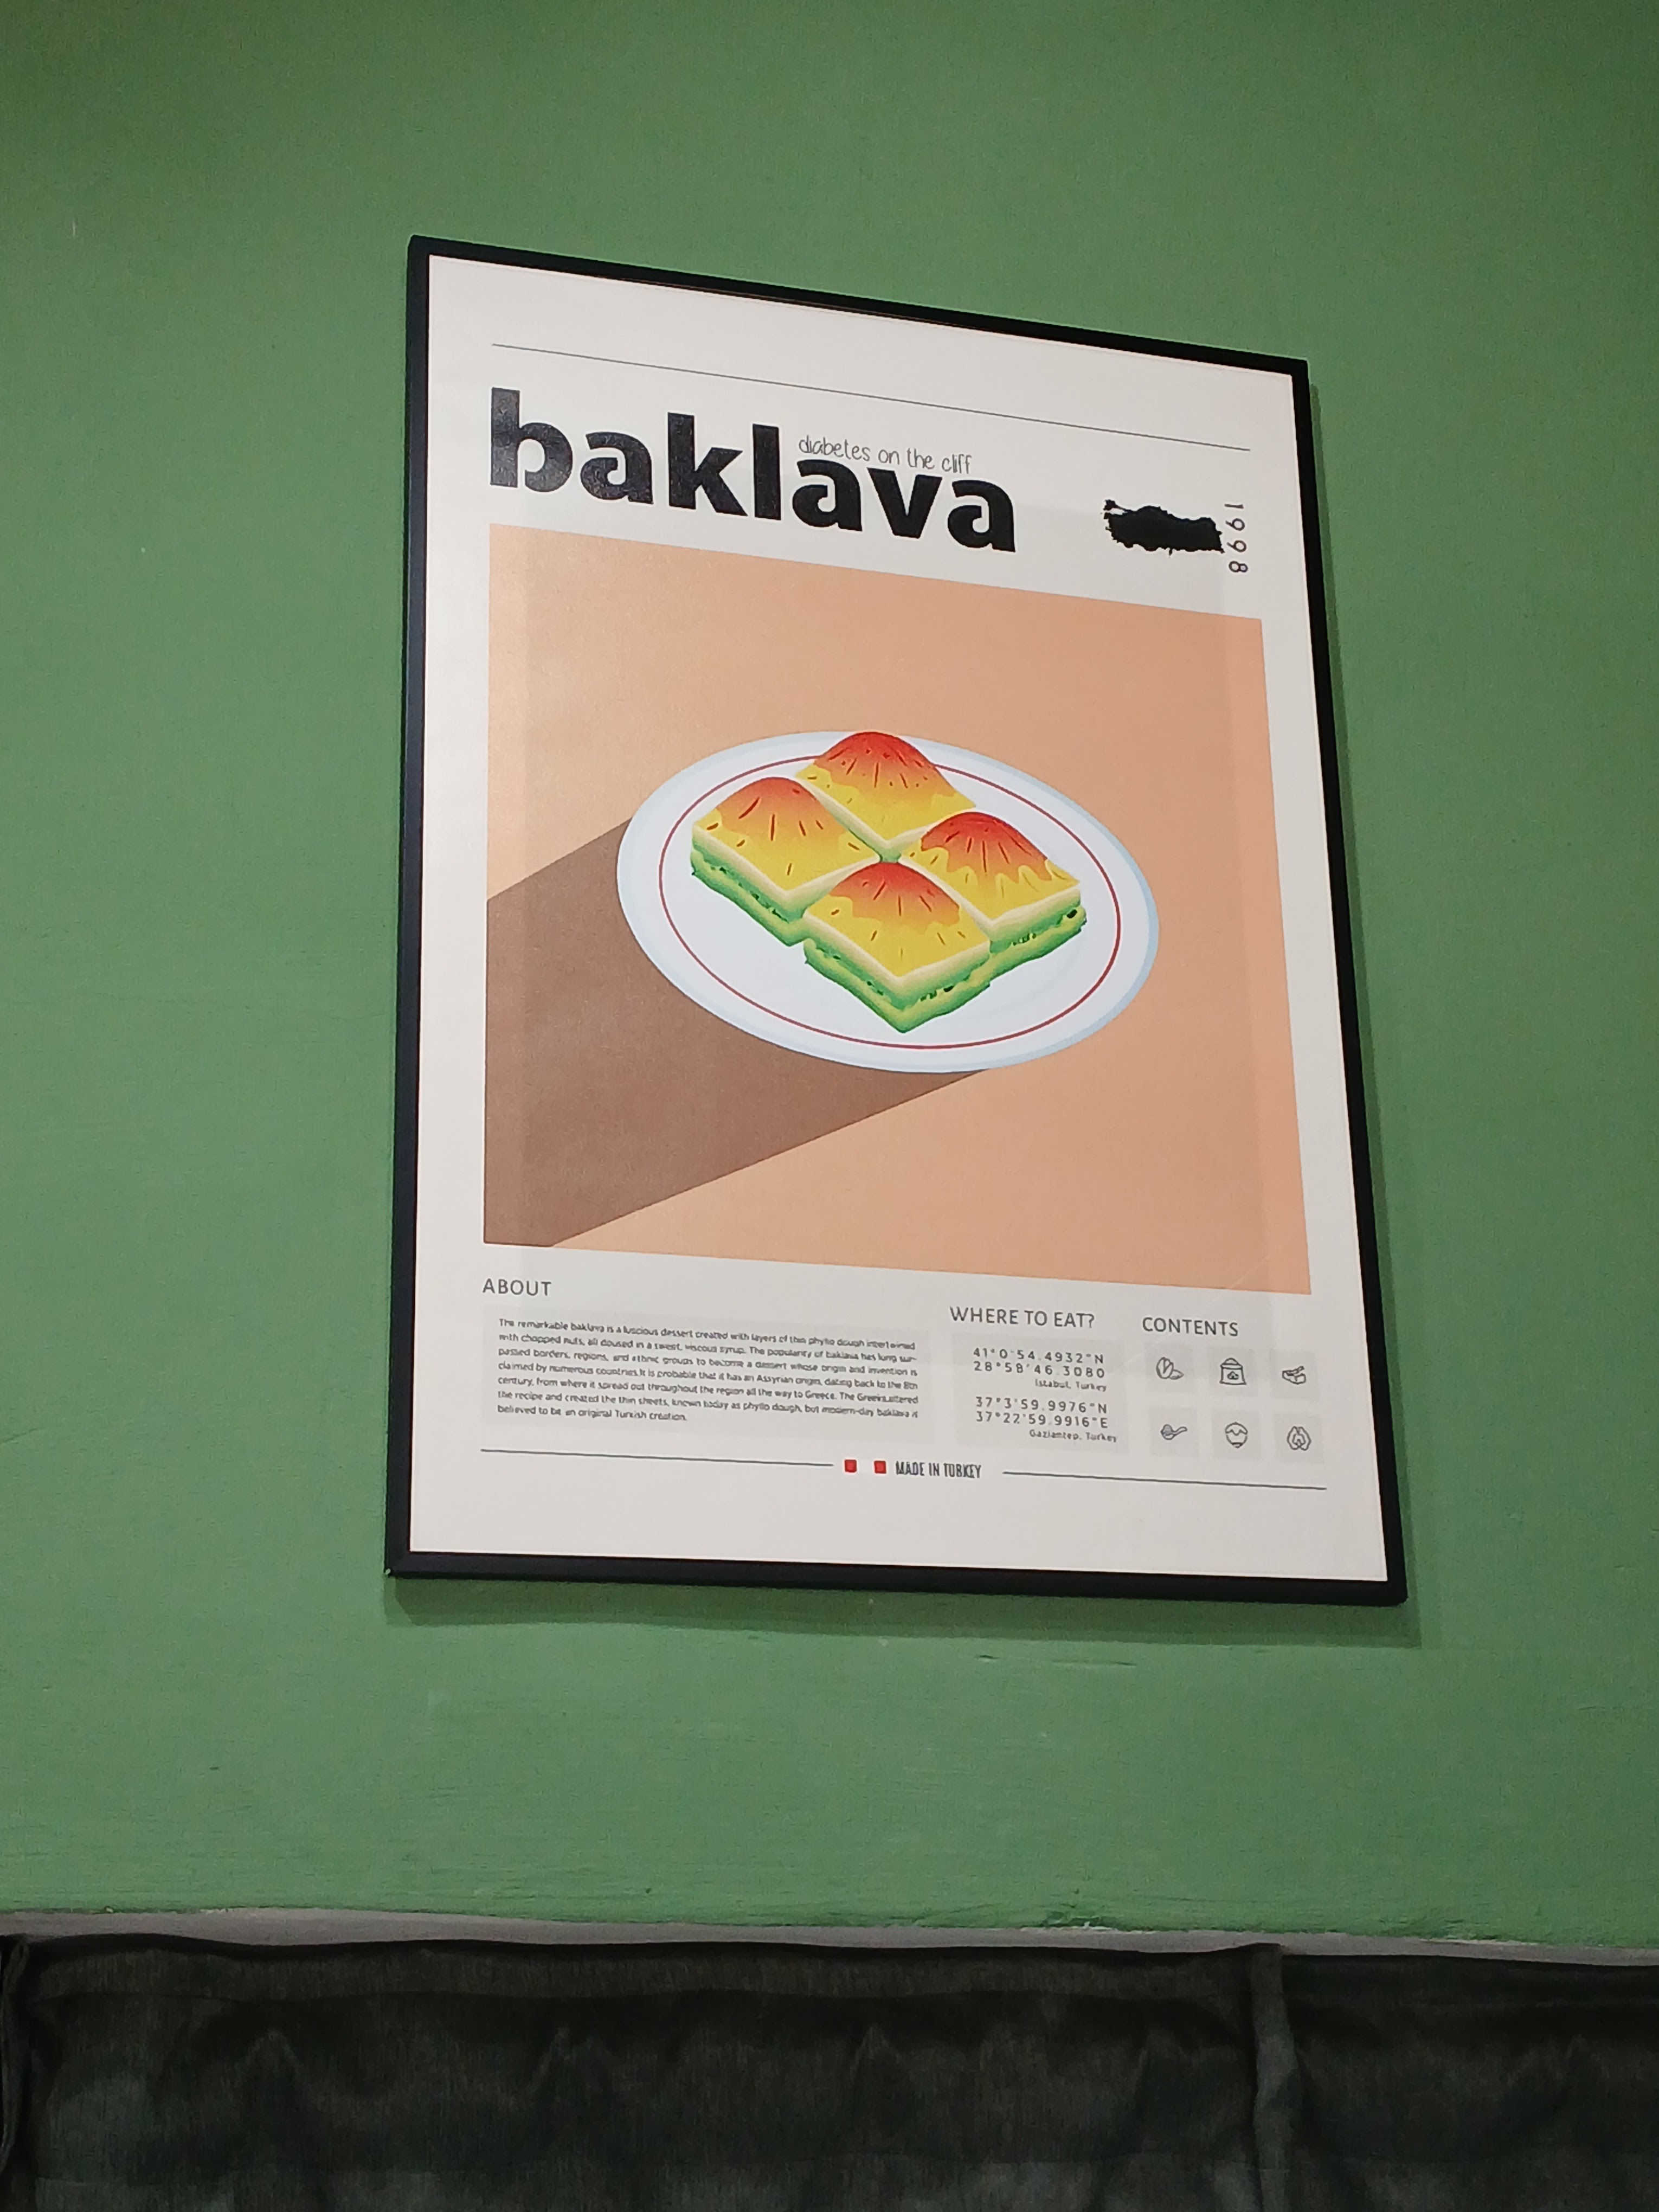 baklava
diabetes on the cliff
1998
ABOUT
The remarkable baklava is a luscious dessert created with layers of thin phyllo dough intertwined
with chopped nuts, all doused in a sweet, viscous syrup. The popularity of baklava has long sur-
passed borders, regions, and ethnic groups to become a dessert whose origin and invention is
claimed by numerous countries.It is probable that it has an Assyrian origin, dating back to the 8th
century, from where it spread out throughout the region all the way to Greece. The Greeks altered
the recipe and created the thin sheets, known today as phyllo dough, but modern-day baklava is
believed to be an original Turkish creation.
WHERE TO EAT?
41°0'54.4932"N
28°58'46.3080
Istabul, Turkey
37°3'59.9976"N
37°22'59.9916"E
Gaziantep, Turkey
CONTENTS
MADE IN TURKEY